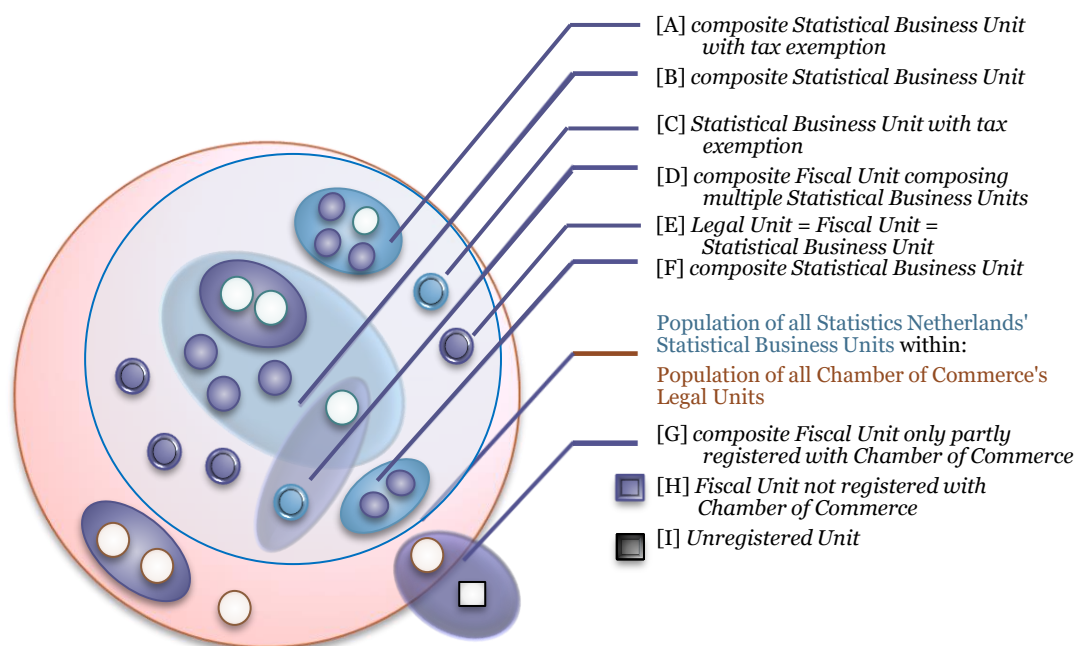 [A] composite Statistical Business Unit
with tax exemption
[B] composite Statistical Business Unit
[C] Statistical Business Unit with tax
exemption
[D] composite Fiscal Unit composing
multiple Statistical Business Units
[E] Legal Unit = Fiscal Unit =
Statistical Business Unit
[F] composite Statistical Business Unit
Population of all Statistics Netherlands'
Statistical Business Units within:
Population of all Chamber of Commerce's
Legal Units
[G] composite Fiscal Unit only partly
registered with Chamber of Commerce
[H] Fiscal Unit not registered with
Chamber of Commerce
[I] Unregistered Unit